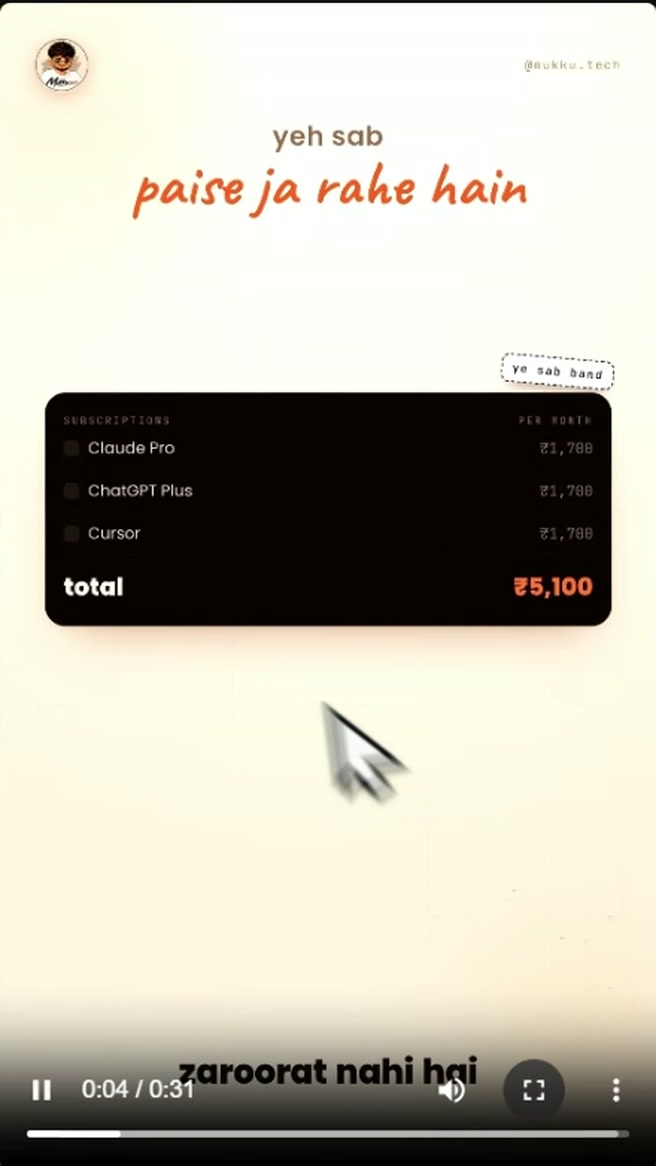 @mukku.tech
yeh sab
paise ja rahe hain
ye sab band
SUBSCRIPTIONS PER MONTH
Claude Pro ₹1,700
ChatGPT Plus ₹1,700
Cursor ₹1,700
total ₹5,100
zaroorat nahi hai
0:04 / 0:31